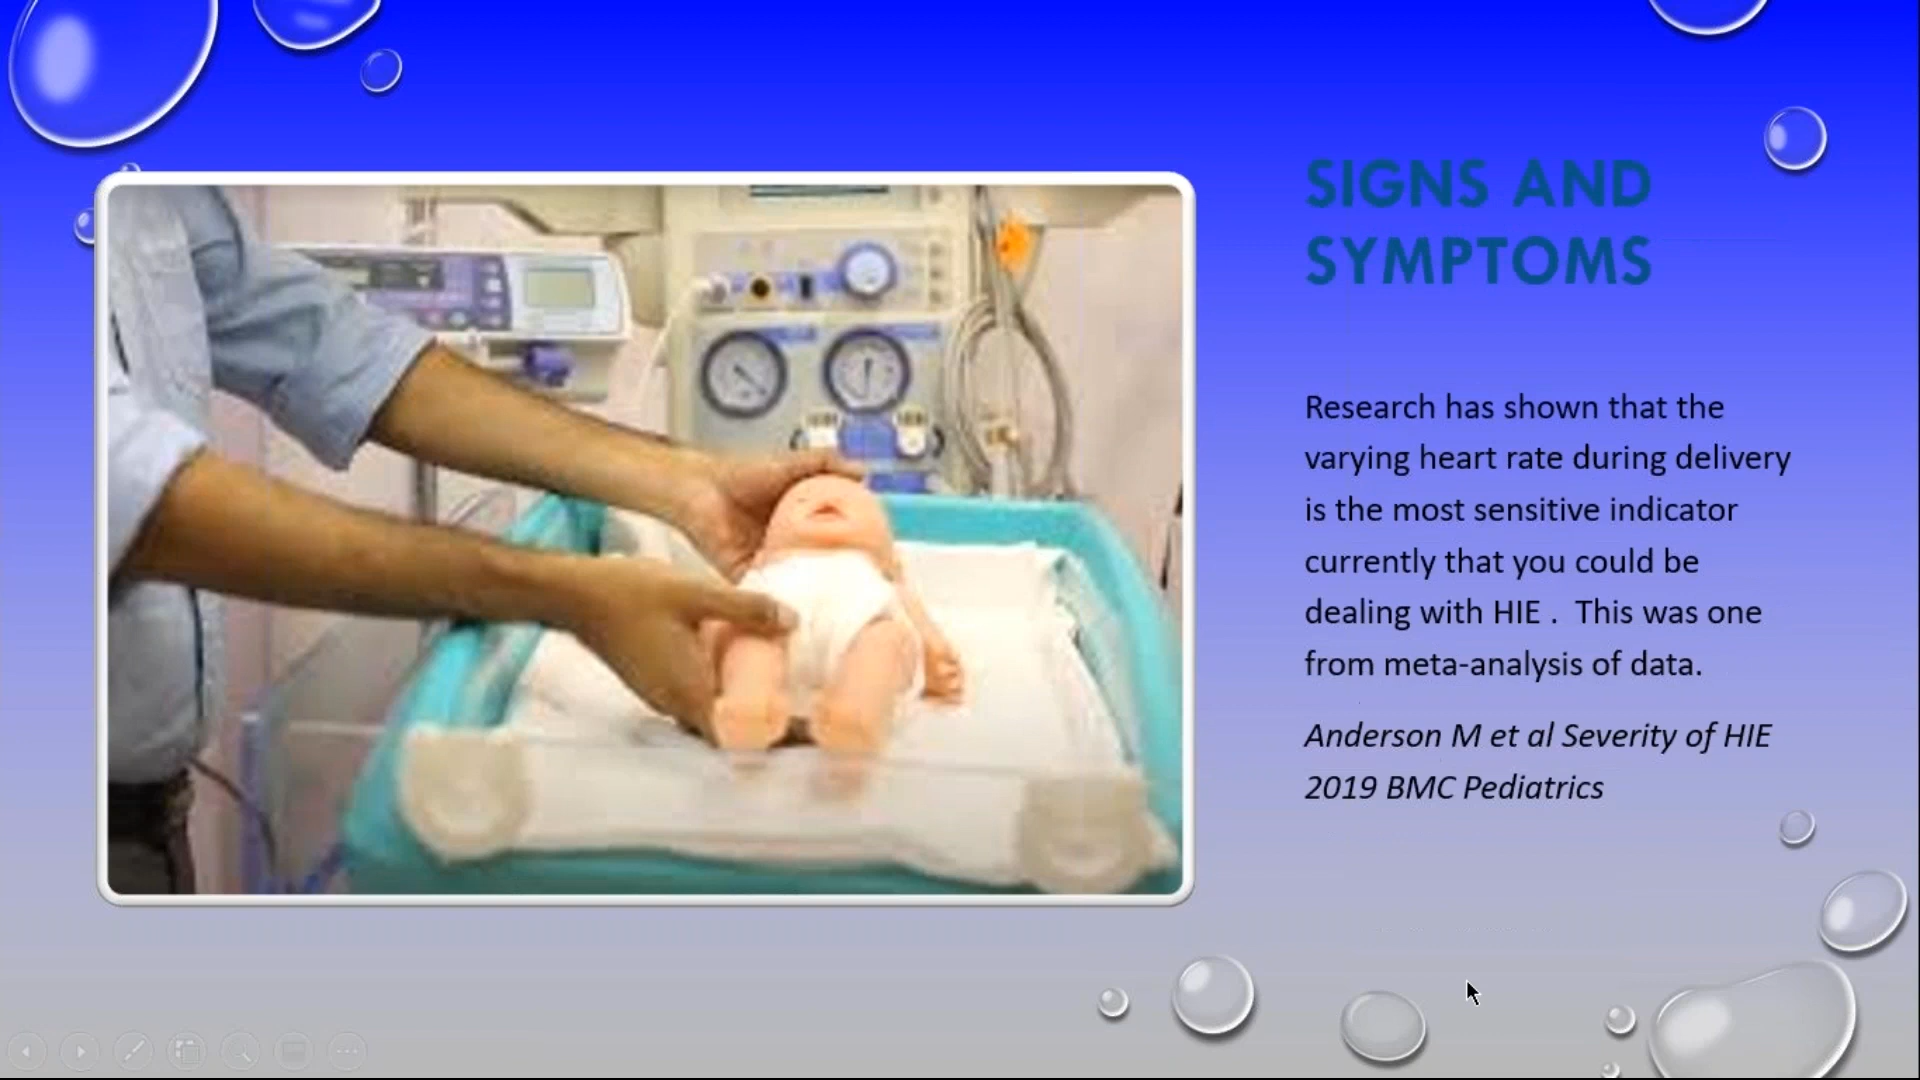 SIGNS AND
SYMPTOMS
Research has shown that the
varying heart rate during delivery
is the most sensitive indicator
currently that you could be
dealing with HIE .  This was one
from meta-analysis of data.
Anderson M et al Severity of HIE
2019 BMC Pediatrics